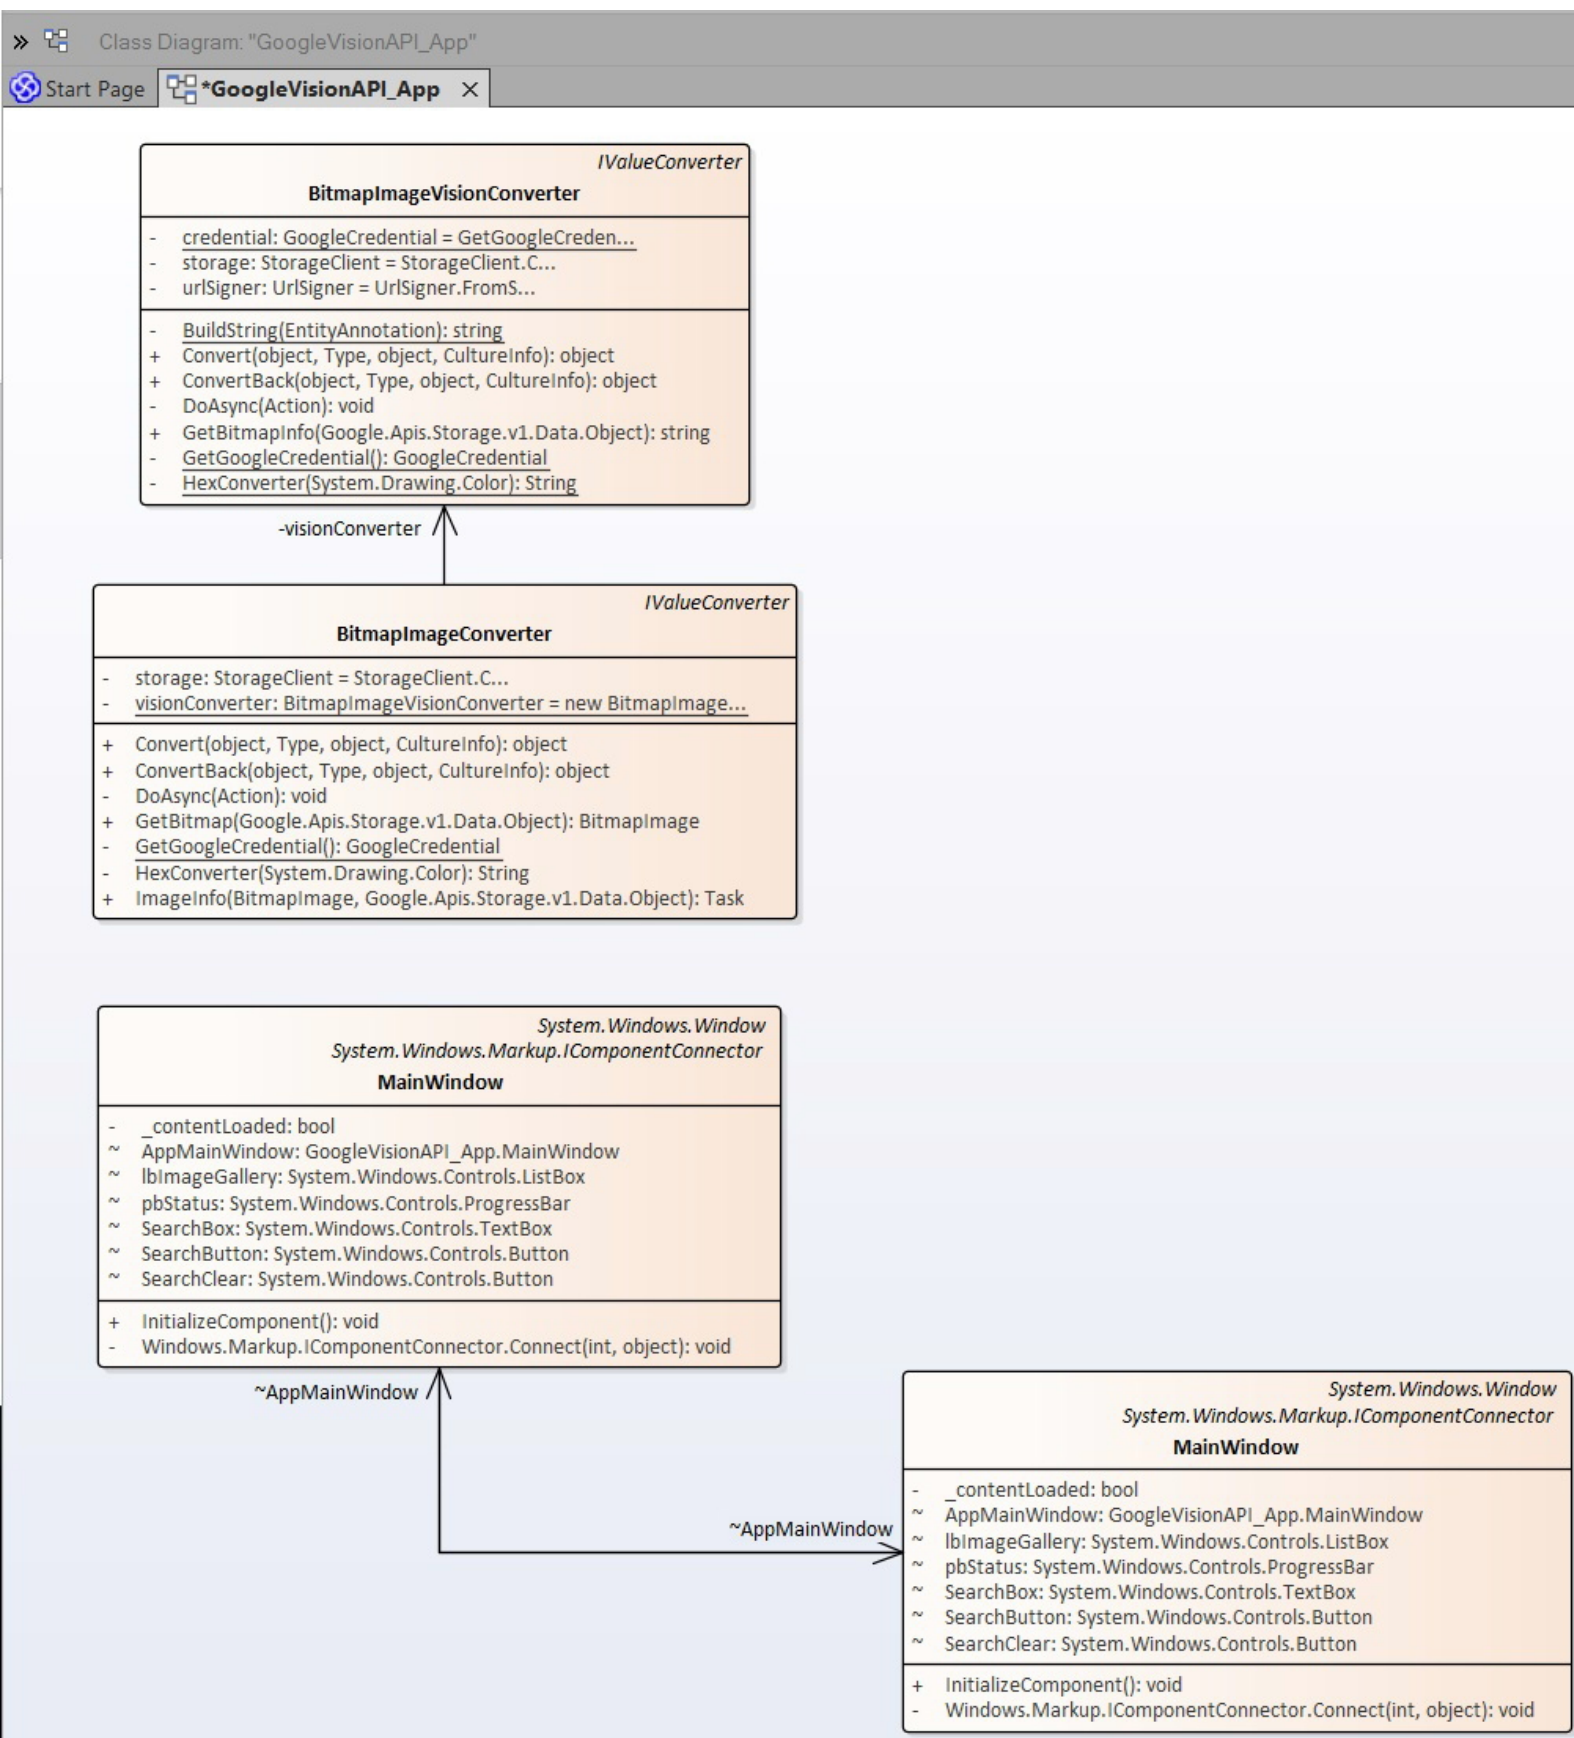 » Class Diagram: "GoogleVisionAPI_App"
Start Page *GoogleVisionAPI_App ×
IValueConverter
BitmapImageVisionConverter
- credential: GoogleCredential = GetGoogleCreden...
- storage: StorageClient = StorageClient.C...
- urlSigner: UrlSigner = UrlSigner.FromS...
- BuildString(EntityAnnotation): string
+ Convert(object, Type, object, CultureInfo): object
+ ConvertBack(object, Type, object, CultureInfo): object
- DoAsync(Action): void
+ GetBitmapInfo(Google.Apis.Storage.v1.Data.Object): string
- GetGoogleCredential(): GoogleCredential
- HexConverter(System.Drawing.Color): String
-visionConverter
IValueConverter
BitmapImageConverter
- storage: StorageClient = StorageClient.C...
- visionConverter: BitmapImageVisionConverter = new BitmapImage...
+ Convert(object, Type, object, CultureInfo): object
+ ConvertBack(object, Type, object, CultureInfo): object
- DoAsync(Action): void
+ GetBitmap(Google.Apis.Storage.v1.Data.Object): BitmapImage
- GetGoogleCredential(): GoogleCredential
- HexConverter(System.Drawing.Color): String
+ ImageInfo(BitmapImage, Google.Apis.Storage.v1.Data.Object): Task
System.Windows.Window
System.Windows.Markup.IComponentConnector
MainWindow
- _contentLoaded: bool
~ AppMainWindow: GoogleVisionAPI_App.MainWindow
~ lbImageGallery: System.Windows.Controls.ListBox
~ pbStatus: System.Windows.Controls.ProgressBar
~ SearchBox: System.Windows.Controls.TextBox
~ SearchButton: System.Windows.Controls.Button
~ SearchClear: System.Windows.Controls.Button
+ InitializeComponent(): void
- Windows.Markup.IComponentConnector.Connect(int, object): void
~AppMainWindow
~AppMainWindow
System.Windows.Window
System.Windows.Markup.IComponentConnector
MainWindow
- _contentLoaded: bool
~ AppMainWindow: GoogleVisionAPI_App.MainWindow
~ lbImageGallery: System.Windows.Controls.ListBox
~ pbStatus: System.Windows.Controls.ProgressBar
~ SearchBox: System.Windows.Controls.TextBox
~ SearchButton: System.Windows.Controls.Button
~ SearchClear: System.Windows.Controls.Button
+ InitializeComponent(): void
- Windows.Markup.IComponentConnector.Connect(int, object): void